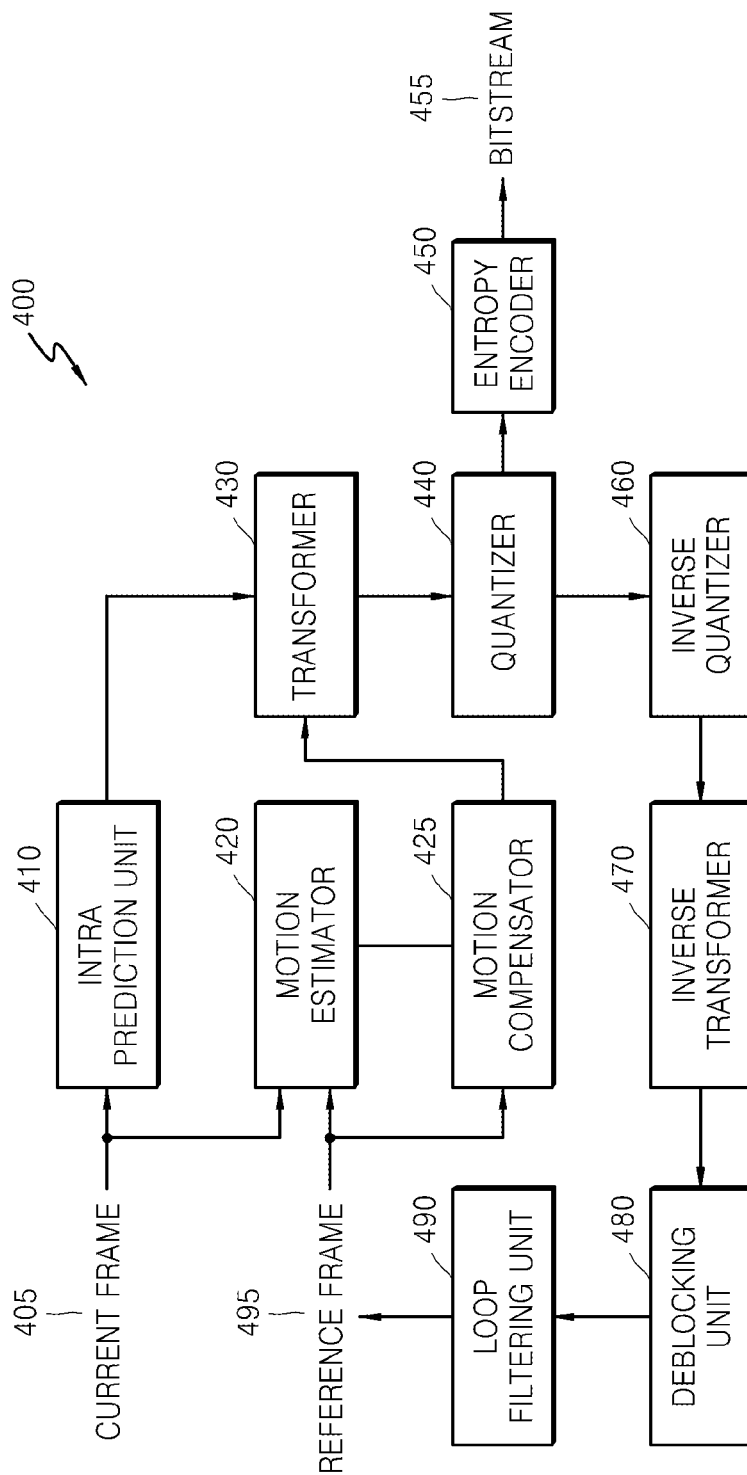 400
405
CURRENT FRAME
410
INTRA
PREDICTION UNIT
495
REFERENCE FRAME
420
MOTION
ESTIMATOR
425
MOTION
COMPENSATOR
430
TRANSFORMER
440
QUANTIZER
450
ENTROPY
ENCODER
455
BITSTREAM
460
INVERSE
QUANTIZER
470
INVERSE
TRANSFORMER
480
DEBLOCKING
UNIT
490
LOOP
FILTERING UNIT